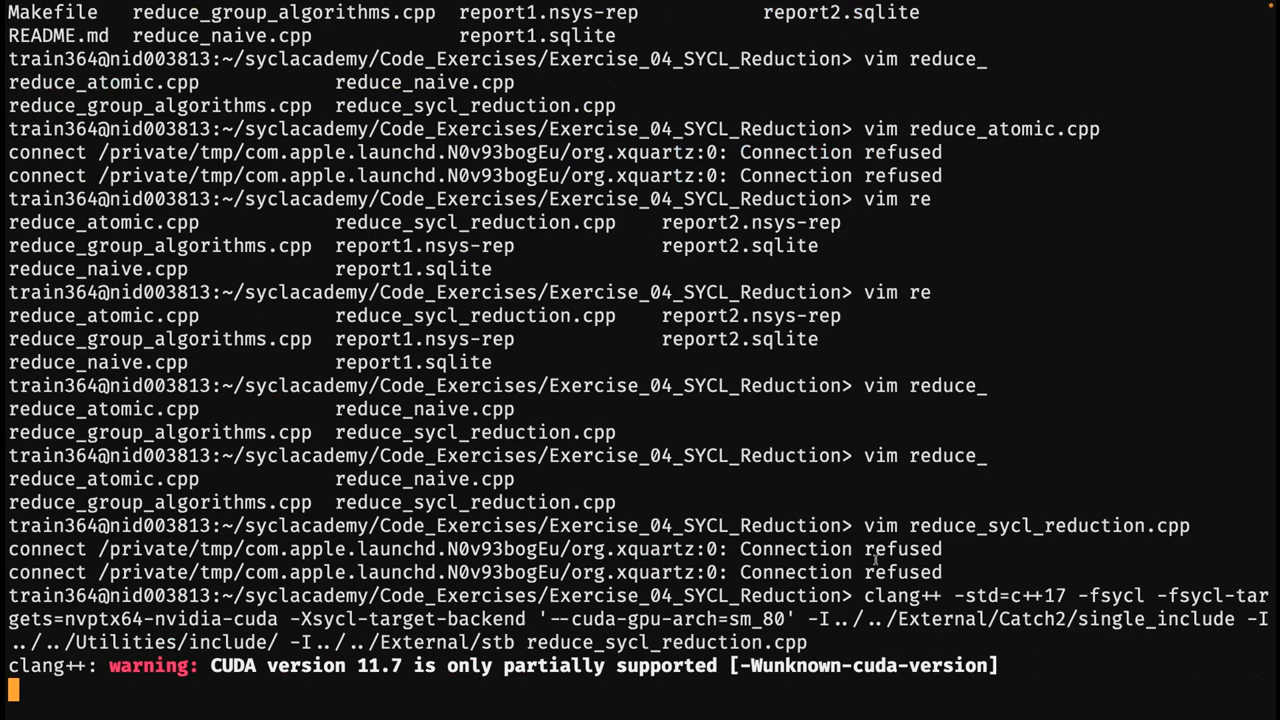 Makefile   reduce_group_algorithms.cpp  report1.nsys-rep              report2.sqlite
README.md  reduce_naive.cpp             report1.sqlite
train364@nid003813:~/syclacademy/Code_Exercises/Exercise_04_SYCL_Reduction> vim reduce_
reduce_atomic.cpp            reduce_naive.cpp
reduce_group_algorithms.cpp  reduce_sycl_reduction.cpp
train364@nid003813:~/syclacademy/Code_Exercises/Exercise_04_SYCL_Reduction> vim reduce_atomic.cpp
connect /private/tmp/com.apple.launchd.N0v93bogEu/org.xquartz:0: Connection refused
connect /private/tmp/com.apple.launchd.N0v93bogEu/org.xquartz:0: Connection refused
train364@nid003813:~/syclacademy/Code_Exercises/Exercise_04_SYCL_Reduction> vim re
reduce_atomic.cpp            reduce_sycl_reduction.cpp    report2.nsys-rep
reduce_group_algorithms.cpp  report1.nsys-rep             report2.sqlite
reduce_naive.cpp             report1.sqlite
train364@nid003813:~/syclacademy/Code_Exercises/Exercise_04_SYCL_Reduction> vim re
reduce_atomic.cpp            reduce_sycl_reduction.cpp    report2.nsys-rep
reduce_group_algorithms.cpp  report1.nsys-rep             report2.sqlite
reduce_naive.cpp             report1.sqlite
train364@nid003813:~/syclacademy/Code_Exercises/Exercise_04_SYCL_Reduction> vim reduce_
reduce_atomic.cpp            reduce_naive.cpp
reduce_group_algorithms.cpp  reduce_sycl_reduction.cpp
train364@nid003813:~/syclacademy/Code_Exercises/Exercise_04_SYCL_Reduction> vim reduce_
reduce_atomic.cpp            reduce_naive.cpp
reduce_group_algorithms.cpp  reduce_sycl_reduction.cpp
train364@nid003813:~/syclacademy/Code_Exercises/Exercise_04_SYCL_Reduction> vim reduce_sycl_reduction.cpp
connect /private/tmp/com.apple.launchd.N0v93bogEu/org.xquartz:0: Connection refused
connect /private/tmp/com.apple.launchd.N0v93bogEu/org.xquartz:0: Connection refused
train364@nid003813:~/syclacademy/Code_Exercises/Exercise_04_SYCL_Reduction> clang++ -std=c++17 -fsycl -fsycl-tar
gets=nvptx64-nvidia-cuda -Xsycl-target-backend '--cuda-gpu-arch=sm_80' -I../../External/Catch2/single_include -I
../../Utilities/include/ -I../../External/stb reduce_sycl_reduction.cpp
clang++: warning: CUDA version 11.7 is only partially supported [-Wunknown-cuda-version]